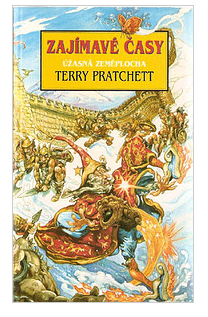 ZAJÍMAVÉ ČASY
ÚŽASNÁ ZEMĚPLOCHA
TERRY PRATCHETT